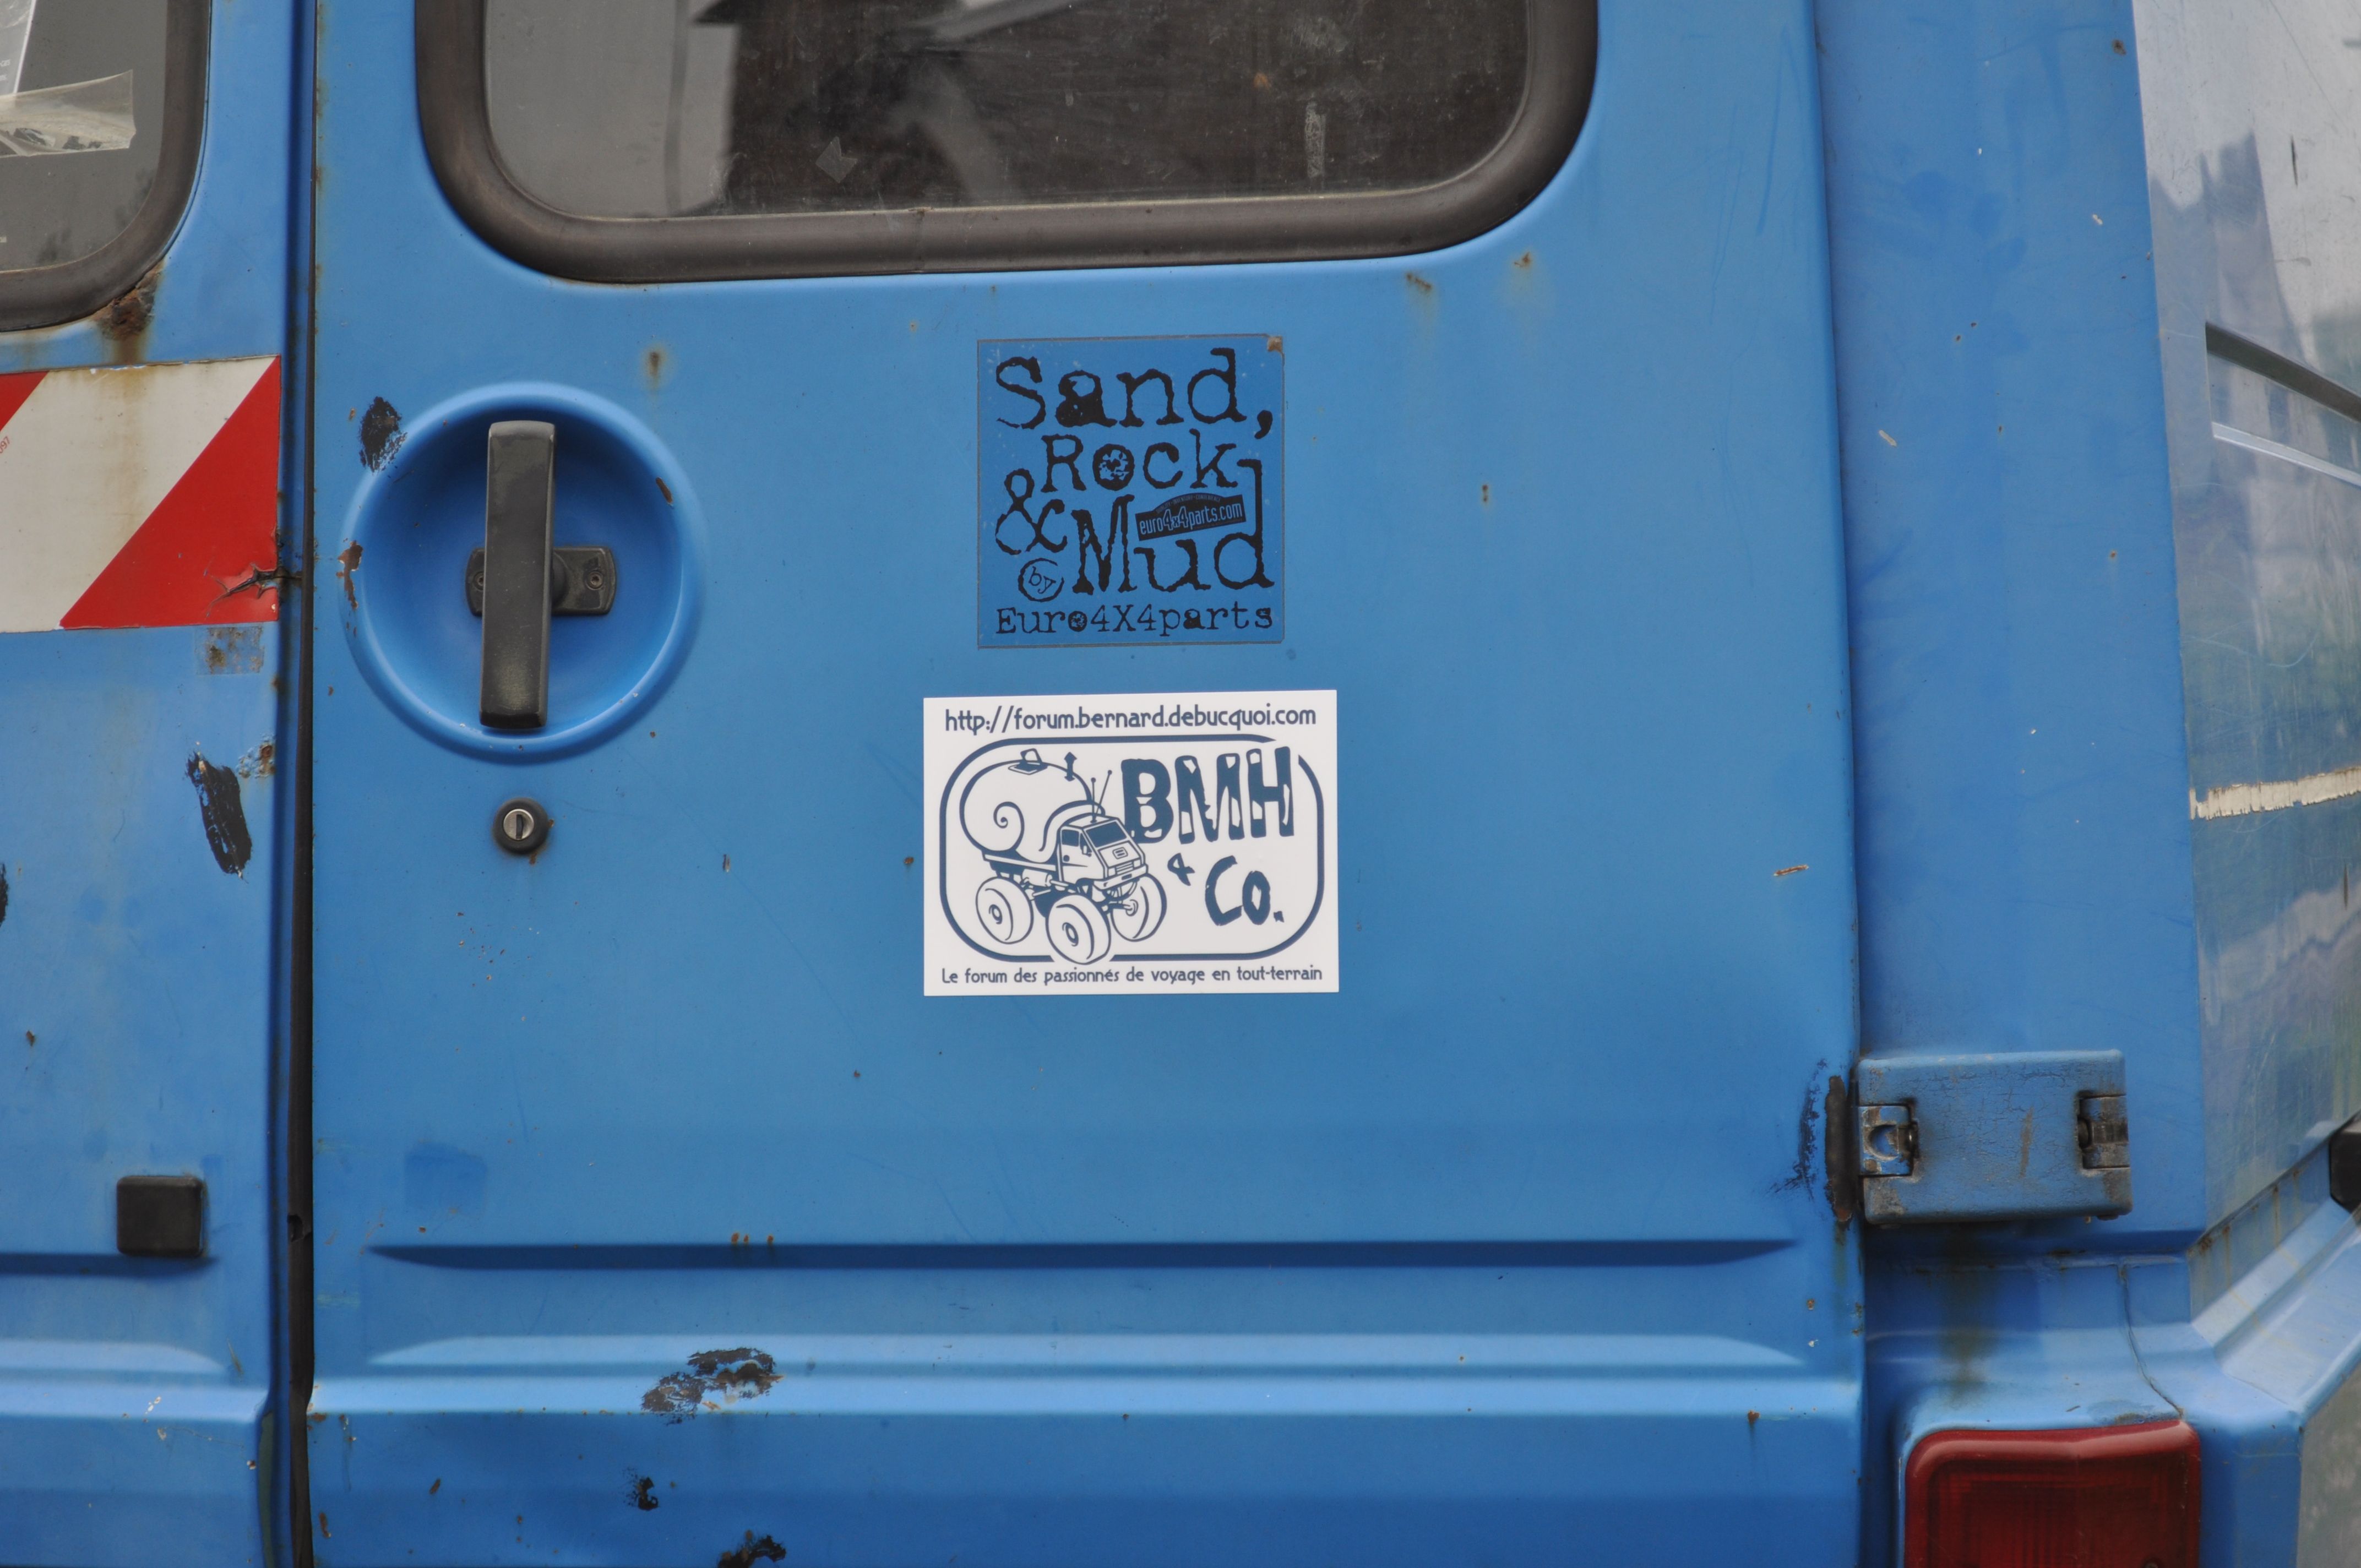 Sand,
Rock
& Mud
euro4x4parts.com
© by
Euro4X4parts
http://forum.bernard.debucquoi.com
BMH
& Co.
Le forum des passionnés de voyage en tout-terrain